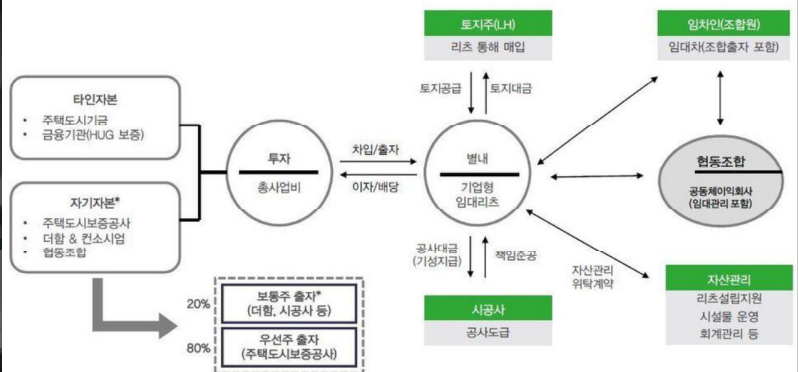 토지주(LH)
리츠 통해 매입
임차인(조합원)
임대차(조합출자 포함)
토지공급
토지대금
타인자본
• 주택도시기금
• 금융기관(HUG 보증)
투자
총사업비
차입/출자
이자/배당
별내
기업형
임대리츠
협동조합
공동체이익회사
(임대관리 포함)
자기자본*
• 주택도시보증공사
• 더함 & 컨소시엄
- 협동조합
공사대금
(기성지급)
책임준공
자산관리
위탁계약
자산관리
리츠설립지원
시설물 운영
회계관리 등
시공사
공사도급
20%
보통주 출자*
(더함, 시공사 등)
80%
우선주 출자
(주택도시보증공사)